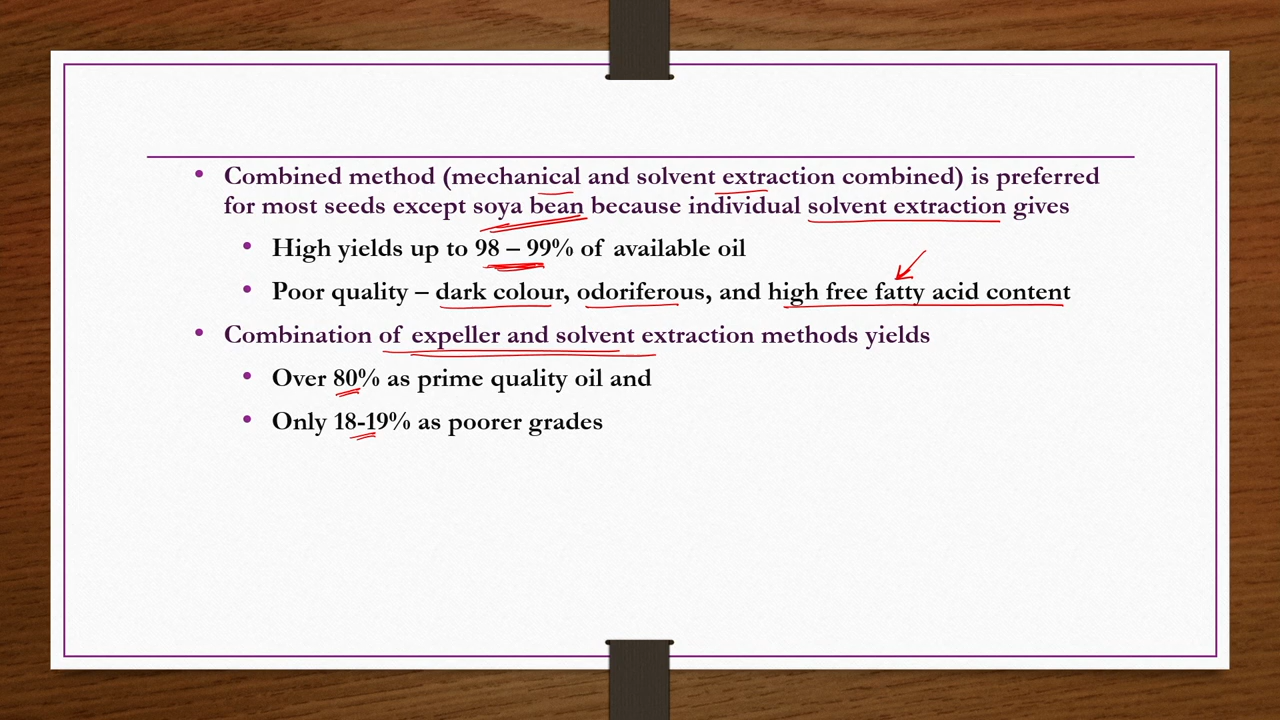 • Combined method (mechanical and solvent extraction combined) is preferred
for most seeds except soya bean because individual solvent extraction gives
• High yields up to 98 – 99% of available oil
• Poor quality – dark colour, odoriferous, and high free fatty acid content
• Combination of expeller and solvent extraction methods yields
• Over 80% as prime quality oil and
• Only 18-19% as poorer grades